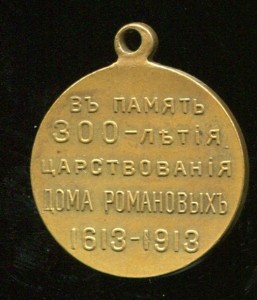 ВЪ ПАМЯТЬ
300-ЛѢТІЯ
ЦАРСТВОВАНІЯ
ДОМА РОМАНОВЫХЪ
1613-1913